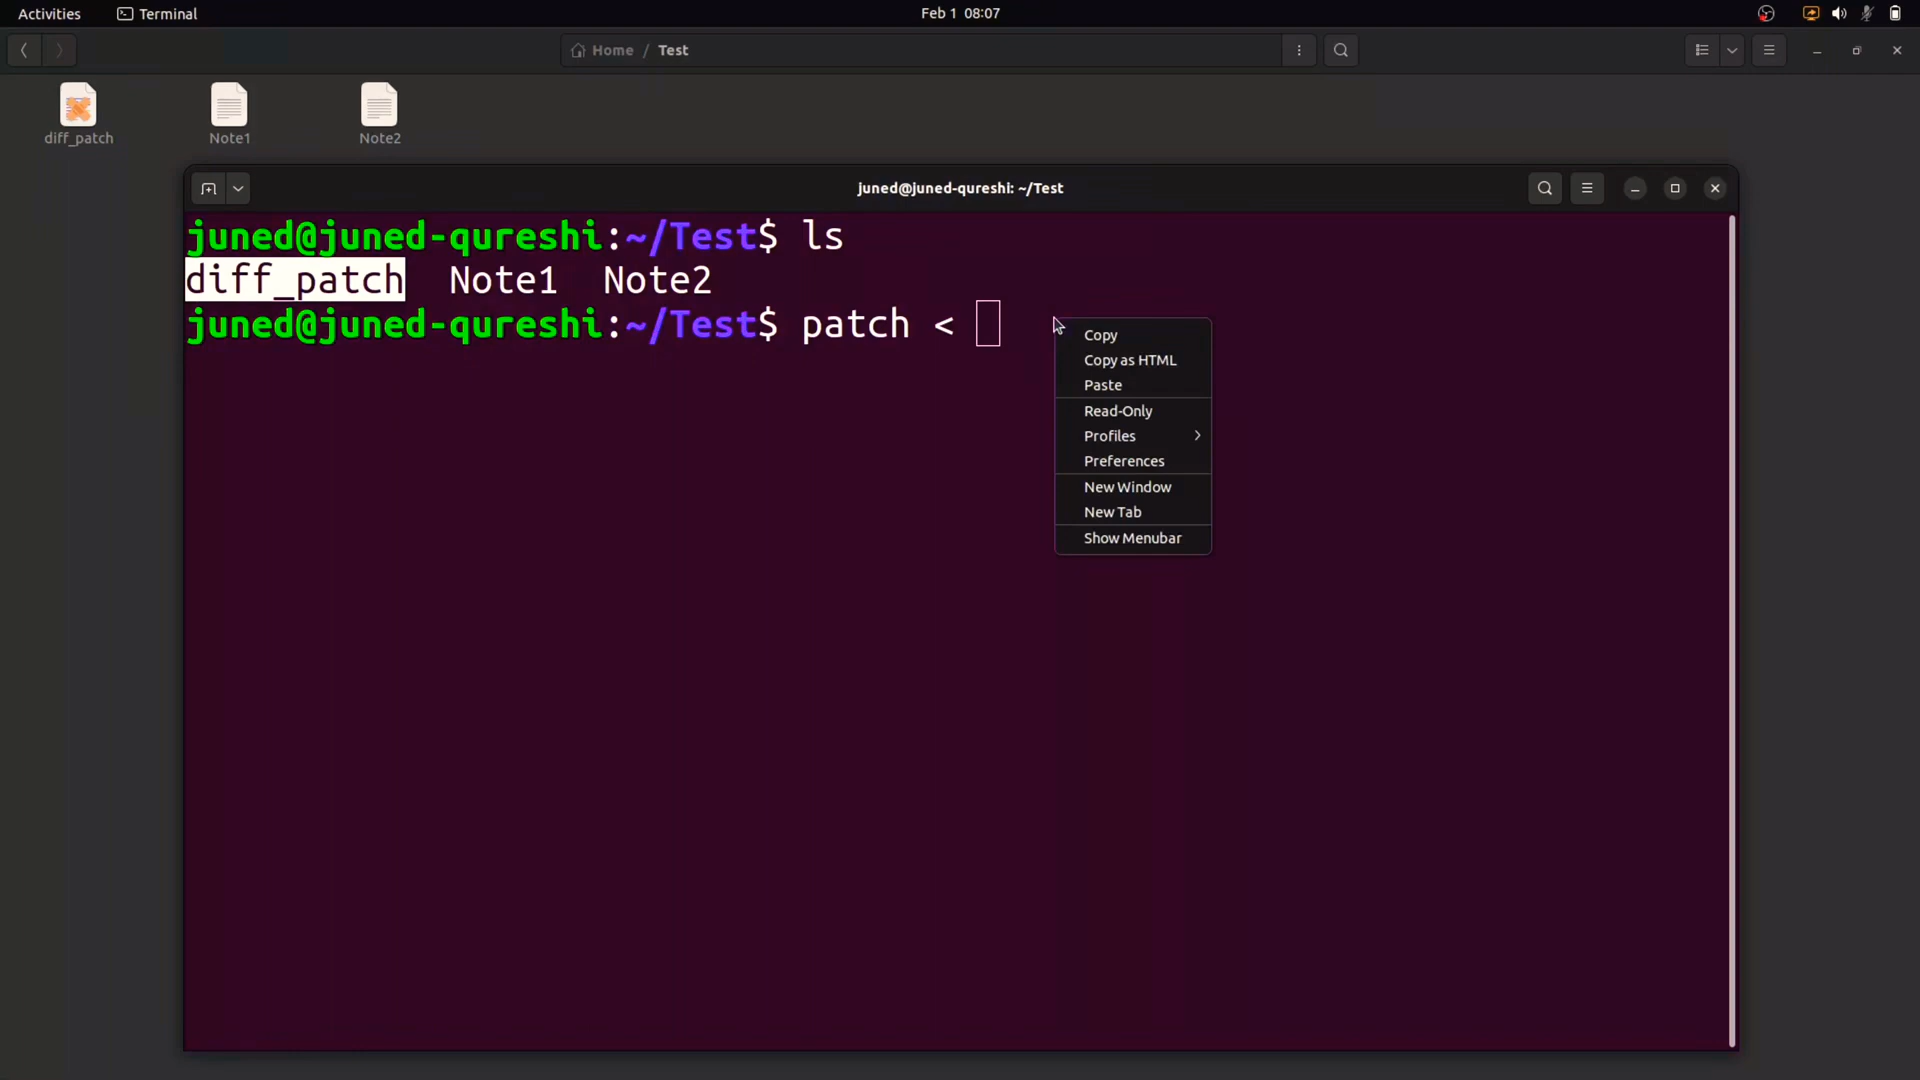 Activities Terminal Feb 1 08:07
Home / Test
diff_patch Note1 Note2
juned@juned-qureshi: ~/Test
juned@juned-qureshi:~/Test$ ls
diff_patch Note1 Note2
juned@juned-qureshi:~/Test$ patch <
Copy
Copy as HTML
Paste
Read-Only
Profiles
Preferences
New Window
New Tab
Show Menubar